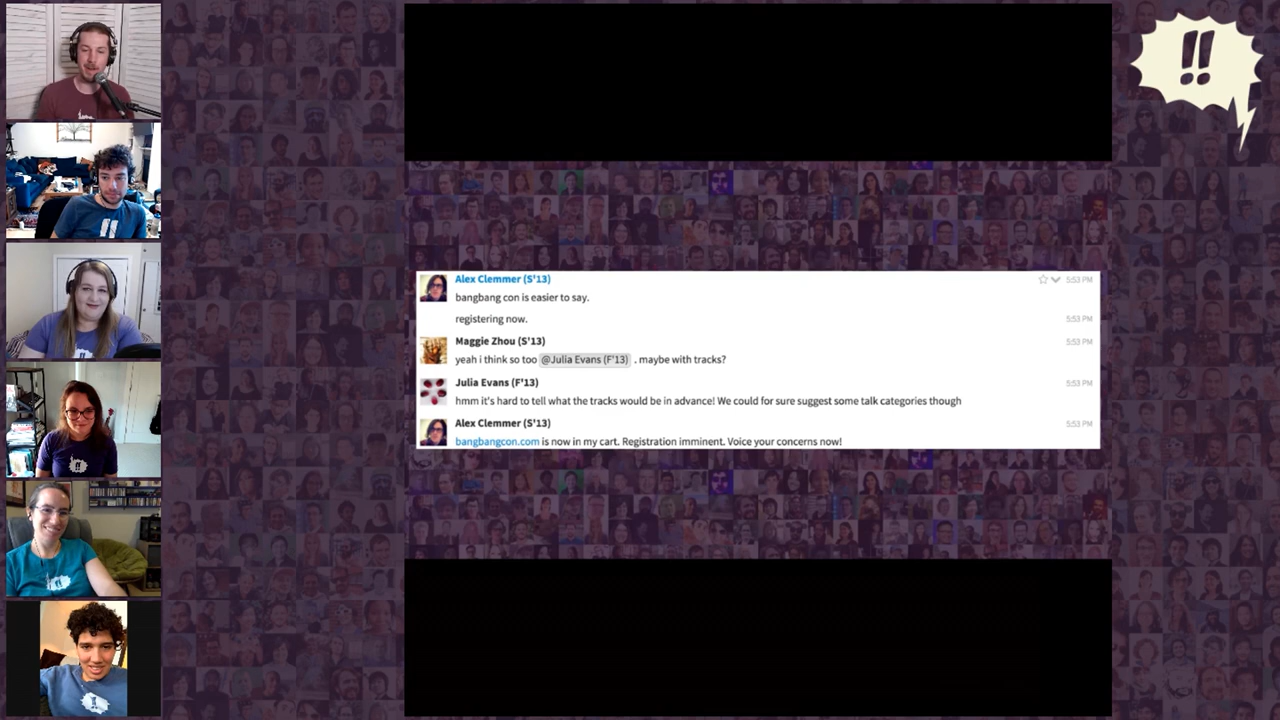 !!
Alex Clemmer (S'13) 5:53 PM
bangbang con is easier to say.
registering now. 5:53 PM
Maggie Zhou (S'13) 5:53 PM
yeah i think so too @Julia Evans (F'13) . maybe with tracks?
Julia Evans (F'13) 5:53 PM
hmm it's hard to tell what the tracks would be in advance! We could for sure suggest some talk categories though
Alex Clemmer (S'13) 5:53 PM
bangbangcon.com is now in my cart. Registration imminent. Voice your concerns now!
!!
!!
!!
!!